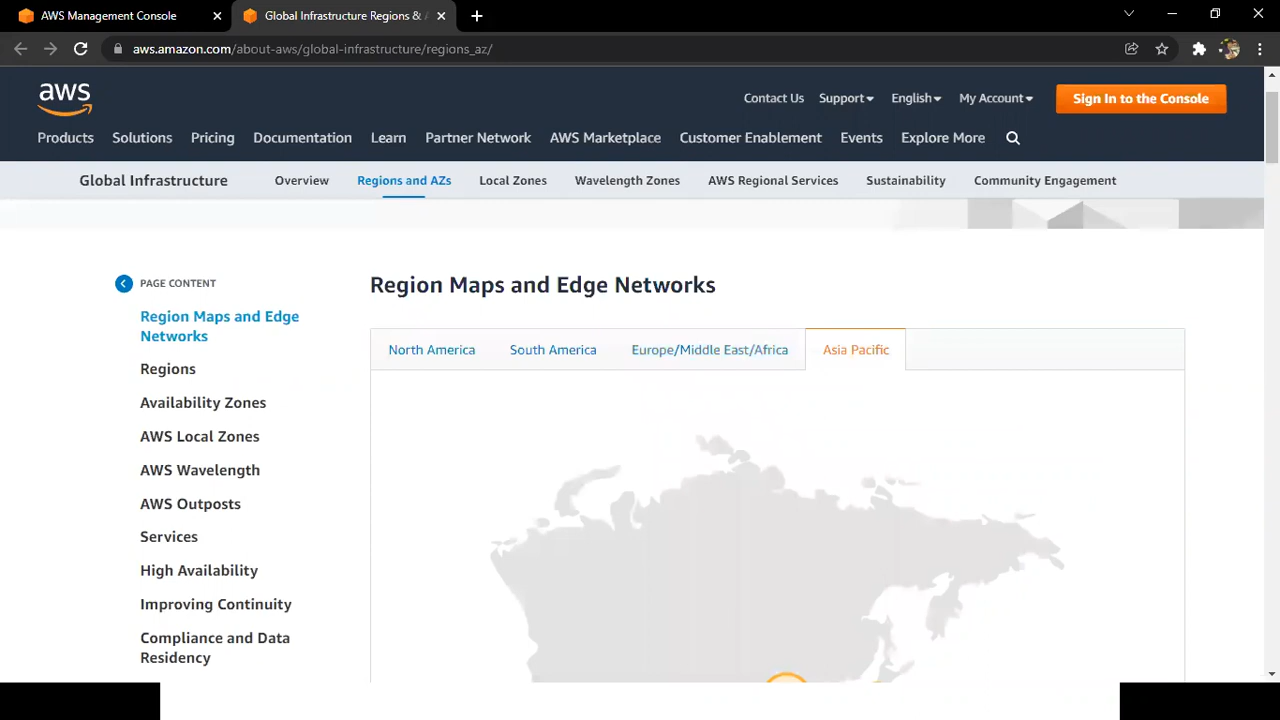 AWS Management Console
Global Infrastructure Regions &
aws.amazon.com/about-aws/global-infrastructure/regions_az/
aws
Contact Us Support English My Account Sign In to the Console
Products Solutions Pricing Documentation Learn Partner Network AWS Marketplace Customer Enablement Events Explore More
Global Infrastructure Overview Regions and AZs Local Zones Wavelength Zones AWS Regional Services Sustainability Community Engagement
PAGE CONTENT
Region Maps and Edge
Networks
Regions
Availability Zones
AWS Local Zones
AWS Wavelength
AWS Outposts
Services
High Availability
Improving Continuity
Compliance and Data
Residency
Region Maps and Edge Networks
North America South America Europe/Middle East/Africa Asia Pacific